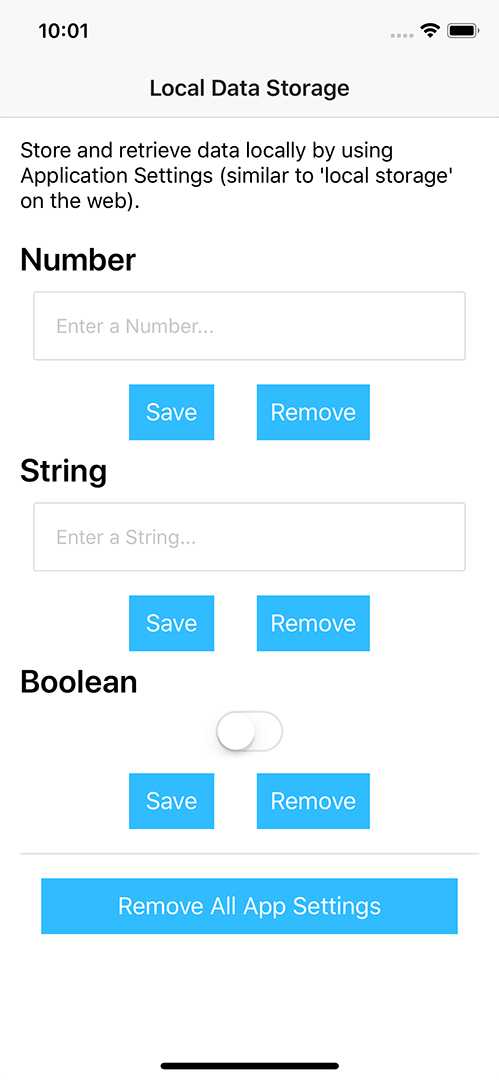 10:01
Local Data Storage
Store and retrieve data locally by using
Application Settings (similar to 'local storage'
on the web).
Number
Enter a Number...
Save Remove
String
Enter a String...
Save Remove
Boolean
Save Remove
Remove All App Settings